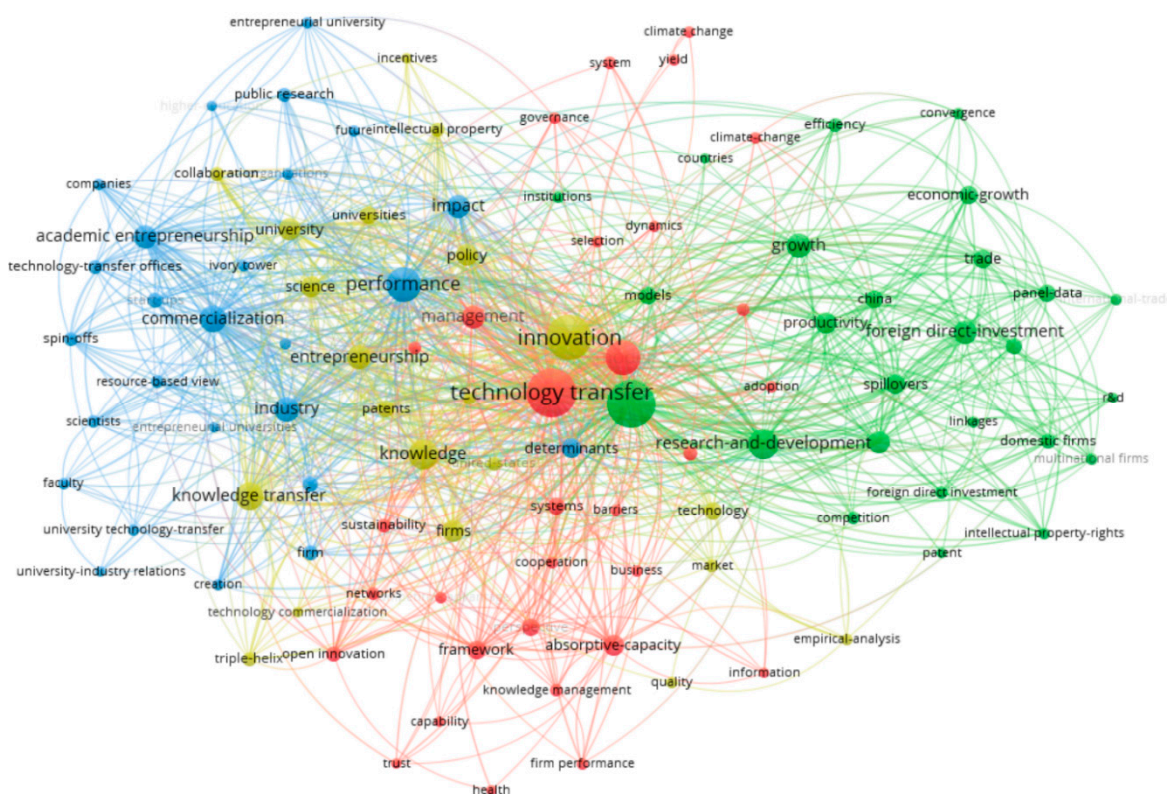 entrepreneurial university
climate change
incentives
system
yield
public research
governance
convergence
efficiency
future
intellectual property
climate-change
countries
collaboration
companies
universities
impact
institutions
economic-growth
university
dynamics
academic entrepreneurship
selection
growth
policy
trade
technology-transfer offices
ivory tower
science
performance
models
china
panel-data
start-ups
management
commercialization
productivity
foreign direct-investment
innovation
spin-offs
entrepreneurship
resource-based view
technology transfer
adoption
spillovers
r&d
industry
patents
scientists
linkages
entrepreneurial universities
research-and-development
domestic firms
determinants
knowledge
united-states
multinational firms
faculty
knowledge transfer
foreign direct investment
systems
barriers
technology
sustainability
competition
university technology-transfer
firms
intellectual property-rights
firm
patent
cooperation
university-industry relations
business
market
creation
networks
technology commercialization
empirical-analysis
absorptive-capacity
framework
triple-helix
open innovation
information
quality
knowledge management
capability
trust
firm performance
health